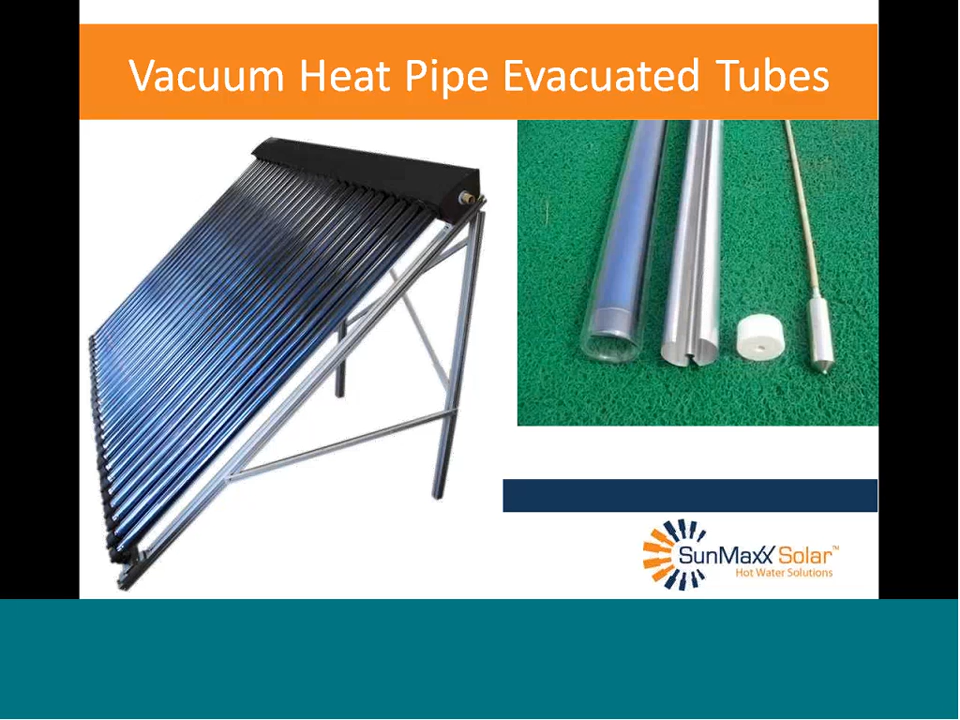 Vacuum Heat Pipe Evacuated Tubes
SunMaxx Solar™
Hot Water Solutions